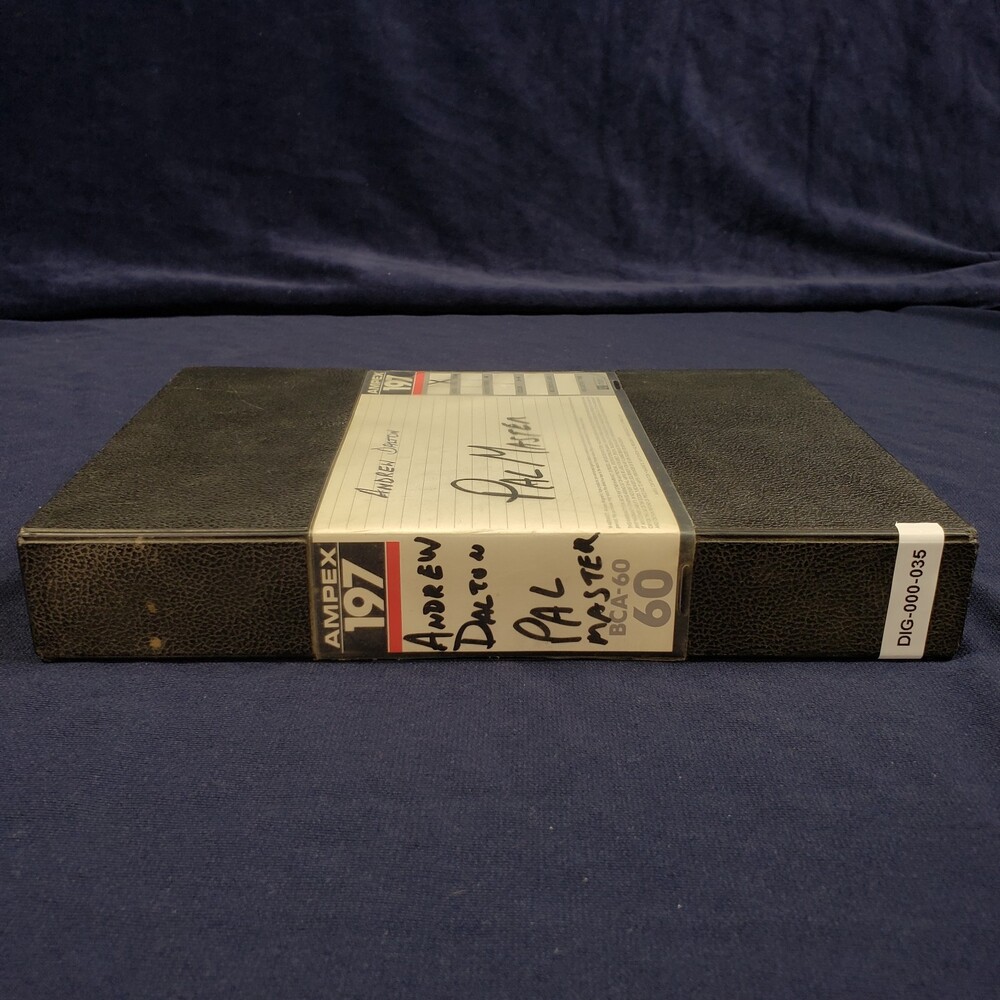 AMPEX
197
X
ANDREW DALTON
PAL MASTER
AMPEX
197
ANDREW
DALTON
PAL
MASTER
BCA-60
60
DIG-000-035